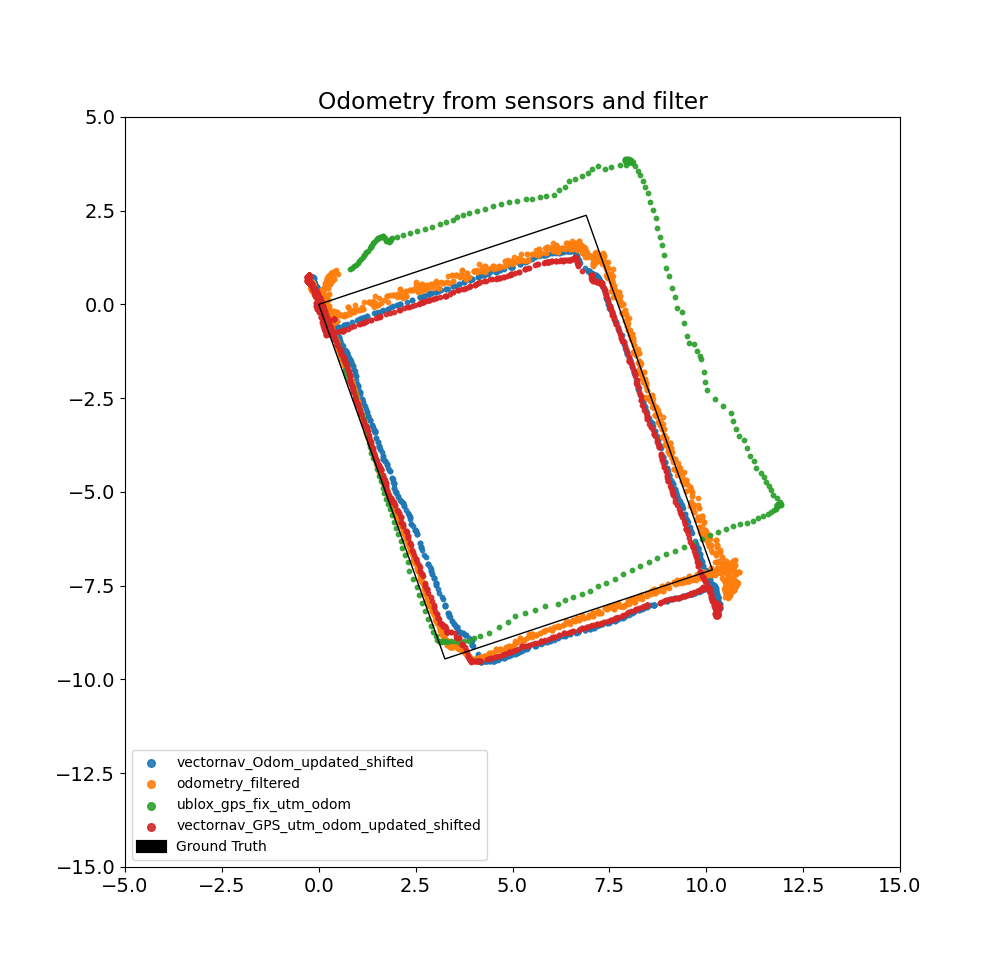 Odometry from sensors and filter
5.0
2.5
0.0
−2.5
−5.0
−7.5
−10.0
−12.5
−15.0
vectornav_Odom_updated_shifted
odometry_filtered
ublox_gps_fix_utm_odom
vectornav_GPS_utm_odom_updated_shifted
Ground Truth
−5.0 −2.5 0.0 2.5 5.0 7.5 10.0 12.5 15.0